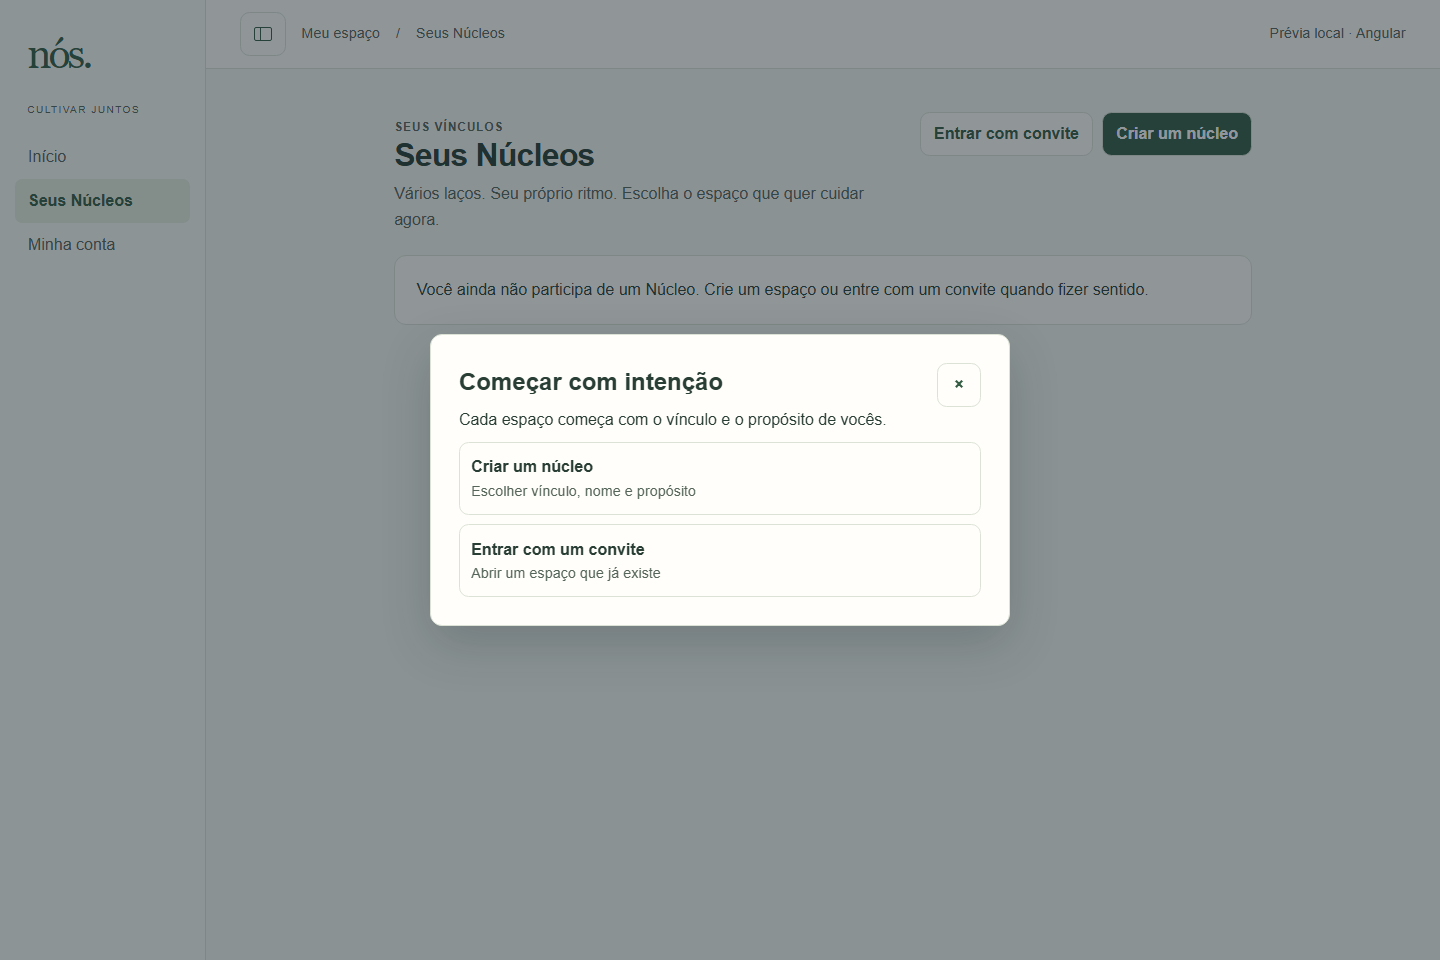 nós.
CULTIVAR JUNTOS
Início
Seus Núcleos
Minha conta
Meu espaço / Seus Núcleos
Prévia local · Angular
SEUS VÍNCULOS
Seus Núcleos
Vários laços. Seu próprio ritmo. Escolha o espaço que quer cuidar
agora.
Entrar com convite
Criar um núcleo
Você ainda não participa de um Núcleo. Crie um espaço ou entre com um convite quando fizer sentido.
Começar com intenção
×
Cada espaço começa com o vínculo e o propósito de vocês.
Criar um núcleo
Escolher vínculo, nome e propósito
Entrar com um convite
Abrir um espaço que já existe